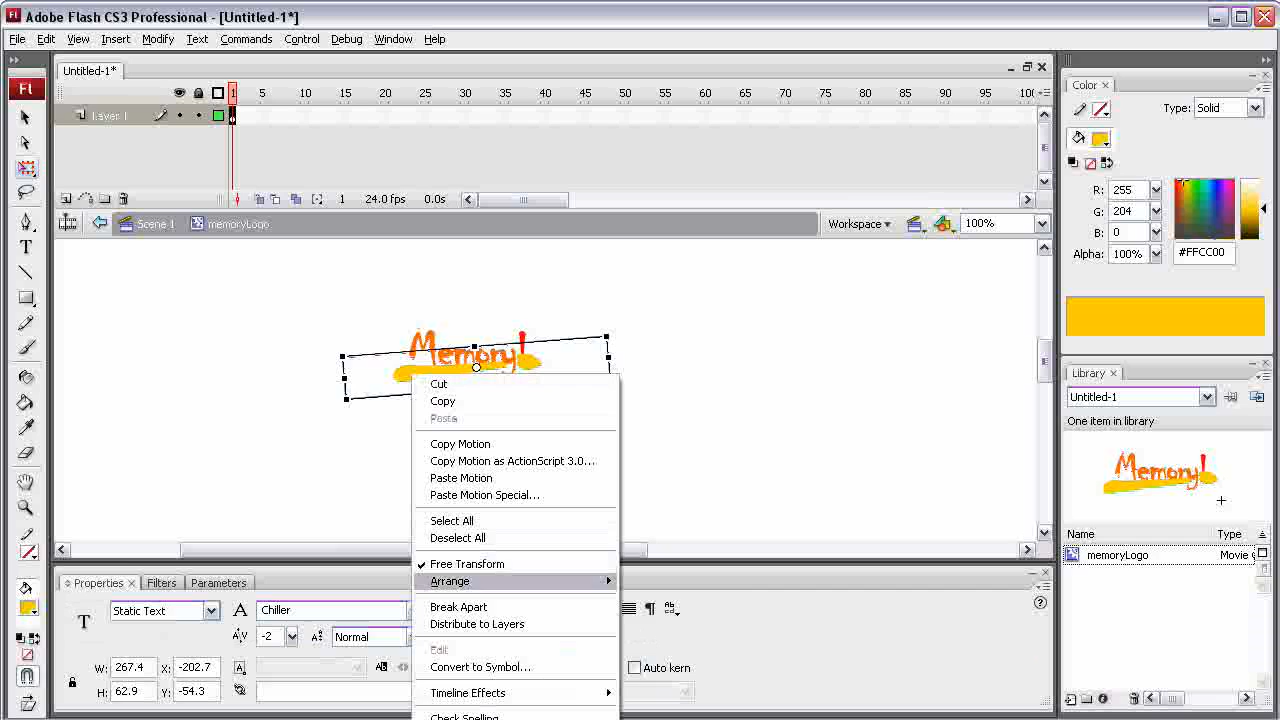 Adobe Flash CS3 Professional - [Untitled-1*]
File Edit View Insert Modify Text Commands Control Debug Window Help
Untitled-1*
1 5 10 15 20 25 30 35 40 45 50 55 60 65 70 75 80 85 90 95 100
Layer 1
1 24.0 fps 0.0s
Scene 1 memoryLogo Workspace 100%
Memory!
Cut
Copy
Paste
Copy Motion
Copy Motion as ActionScript 3.0...
Paste Motion
Paste Motion Special...
Select All
Deselect All
Free Transform
Arrange
Break Apart
Distribute to Layers
Edit
Convert to Symbol...
Timeline Effects
Check Spelling
Properties Filters Parameters
Static Text A Chiller
A/V -2 Normal
W: 267.4 X: -202.7
H: 62.9 Y: -54.3
Auto kern
Color
Type: Solid
R: 255
G: 204
B: 0
Alpha: 100% #FFCC00
Library
Untitled-1
One item in library
Memory!
Name Type
memoryLogo Movie